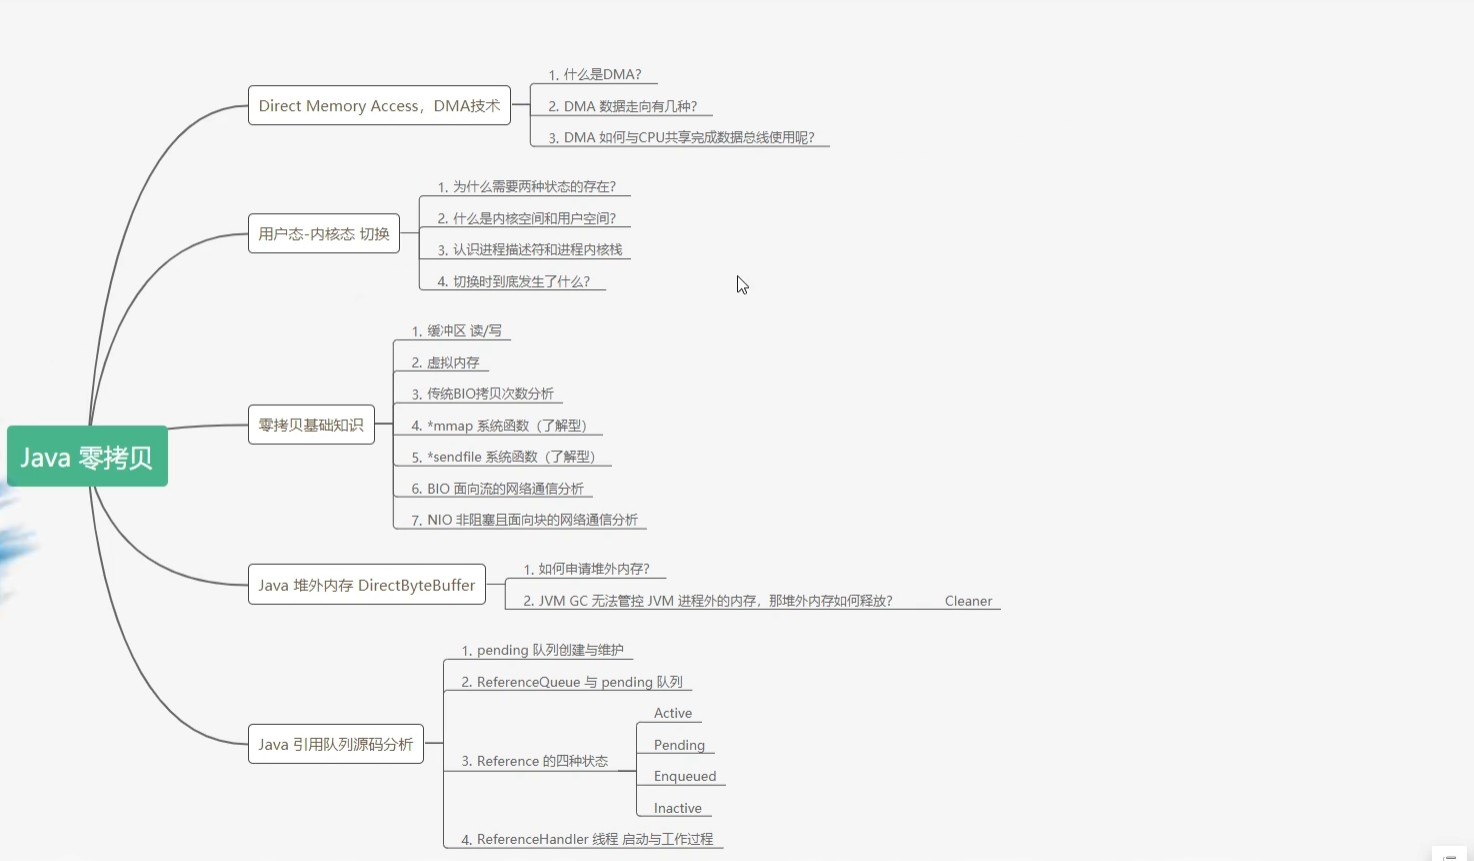 Java 零拷贝
Direct Memory Access，DMA技术
1. 什么是DMA？
2. DMA 数据走向有几种？
3. DMA 如何与CPU共享完成数据总线使用呢？
用户态-内核态 切换
1. 为什么需要两种状态的存在？
2. 什么是内核空间和用户空间？
3. 认识进程描述符和进程内核栈
4. 切换时到底发生了什么？
零拷贝基础知识
1. 缓冲区 读/写
2. 虚拟内存
3. 传统BIO拷贝次数分析
4. *mmap 系统函数（了解型）
5. *sendfile 系统函数（了解型）
6. BIO 面向流的网络通信分析
7. NIO 非阻塞且面向块的网络通信分析
Java 堆外内存 DirectByteBuffer
1. 如何申请堆外内存？
2. JVM GC 无法管控 JVM 进程外的内存，那堆外内存如何释放？
Cleaner
Java 引用队列源码分析
1. pending 队列创建与维护
2. ReferenceQueue 与 pending 队列
3. Reference 的四种状态
Active
Pending
Enqueued
Inactive
4. ReferenceHandler 线程 启动与工作过程